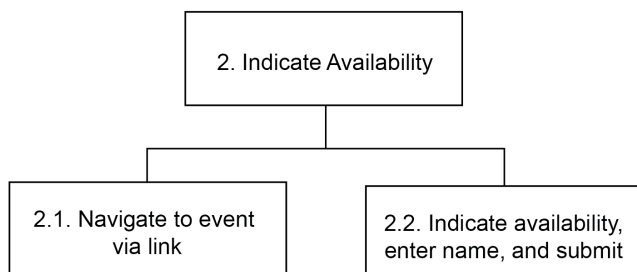 2. Indicate Availability
2.1. Navigate to event
via link
2.2. Indicate availability,
enter name, and submit